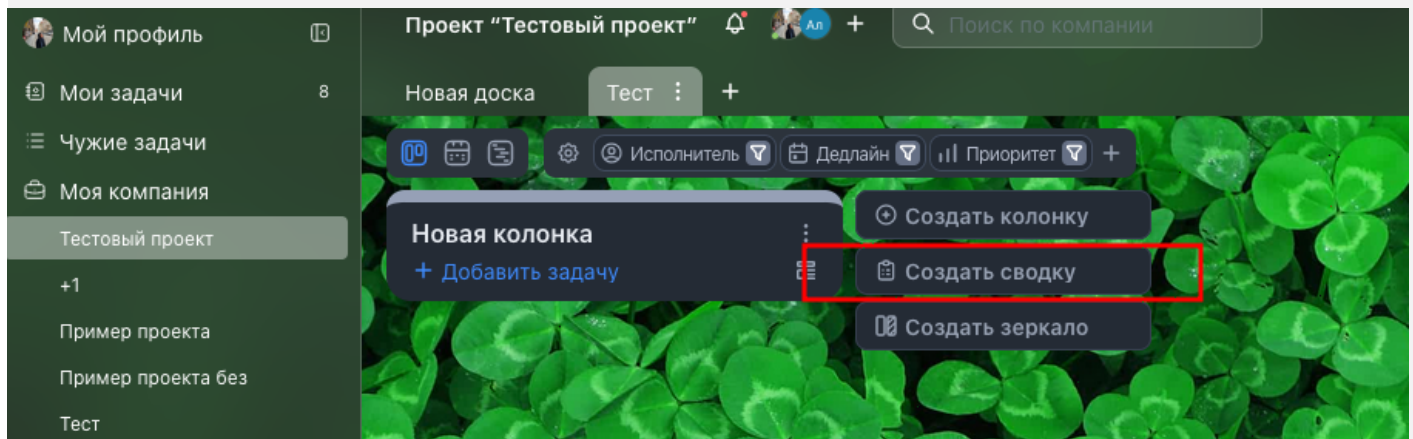 Мой профиль
Мои задачи 8
Чужие задачи
Моя компания
Тестовый проект
+1
Пример проекта
Пример проекта без
Тест
Проект “Тестовый проект” Ал + Поиск по компании
Новая доска Тест +
Исполнитель Дедлайн Приоритет +
Новая колонка
+ Добавить задачу
Создать колонку
Создать сводку
Создать зеркало